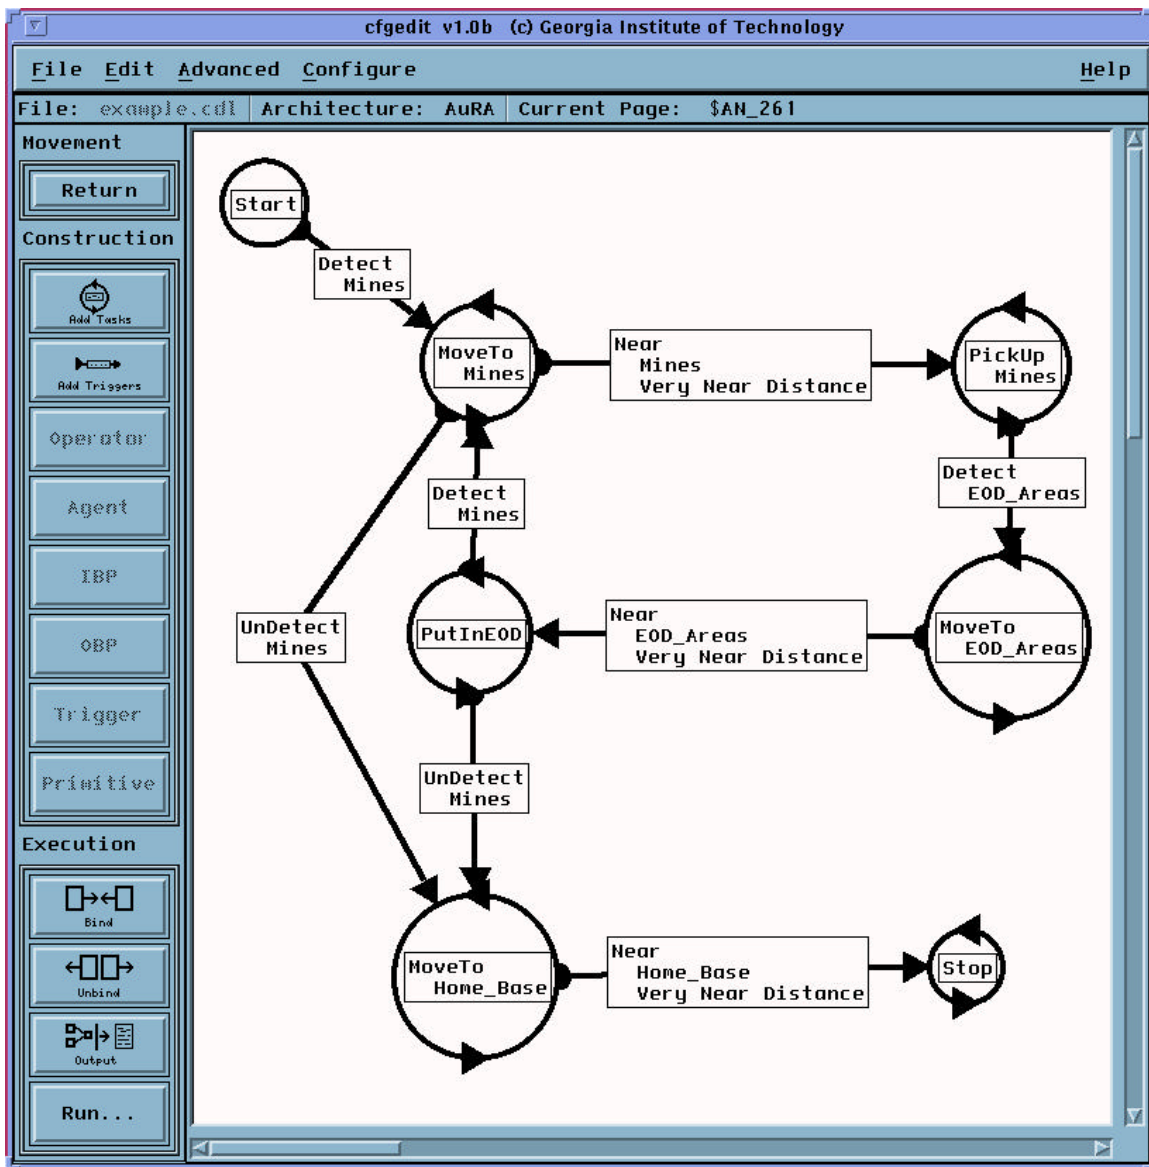 cfgedit v1.0b (c) Georgia Institute of Technology
File Edit Advanced Configure Help
File: example.cdl Architecture: AuRA Current Page: $AN_261
Movement
Return
Construction
Add Tasks
Add Triggers
Operator
Agent
IBP
OBP
Trigger
Primitive
Execution
Bind
Unbind
Output
Run...
Start
Detect
Mines
MoveTo
Mines
Near
Mines
Very Near Distance
PickUp
Mines
Detect
EOD_Areas
Detect
Mines
UnDetect
Mines
PutInEOD
Near
EOD_Areas
Very Near Distance
MoveTo
EOD_Areas
UnDetect
Mines
MoveTo
Home_Base
Near
Home_Base
Very Near Distance
Stop